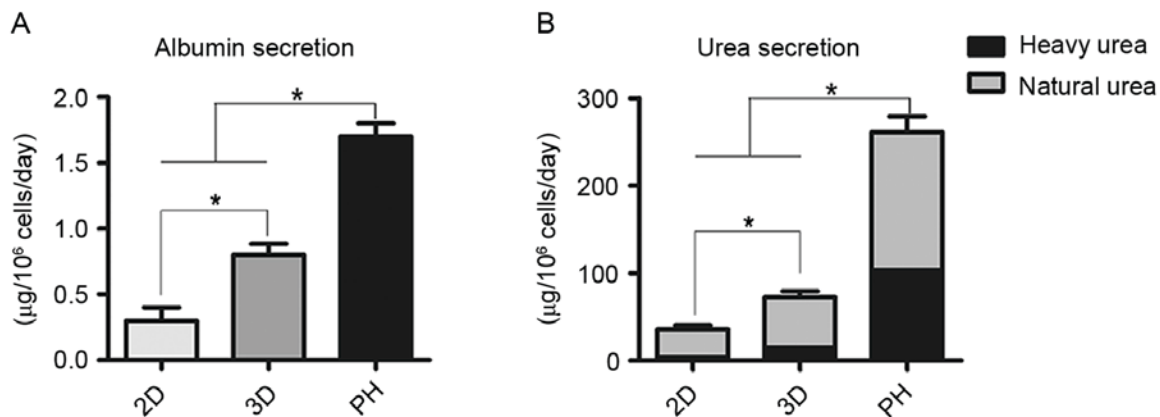 A
Albumin secretion
(μg/10⁶ cells/day)
2.0
1.5
1.0
0.5
0.0
*
*
2D
3D
PH
B
Urea secretion
(μg/10⁶ cells/day)
300
200
100
0
*
*
2D
3D
PH
Heavy urea
Natural urea